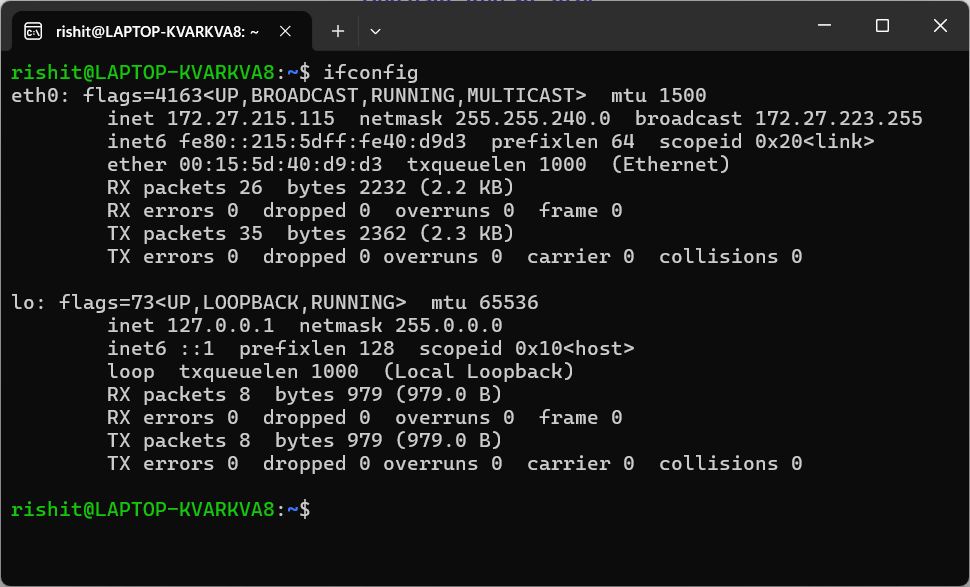 rishit@LAPTOP-KVARKVA8: ~
rishit@LAPTOP-KVARKVA8:~$ ifconfig
eth0: flags=4163<UP,BROADCAST,RUNNING,MULTICAST>  mtu 1500
        inet 172.27.215.115  netmask 255.255.240.0  broadcast 172.27.223.255
        inet6 fe80::215:5dff:fe40:d9d3  prefixlen 64  scopeid 0x20<link>
        ether 00:15:5d:40:d9:d3  txqueuelen 1000  (Ethernet)
        RX packets 26  bytes 2232 (2.2 KB)
        RX errors 0  dropped 0  overruns 0  frame 0
        TX packets 35  bytes 2362 (2.3 KB)
        TX errors 0  dropped 0 overruns 0  carrier 0  collisions 0

lo: flags=73<UP,LOOPBACK,RUNNING>  mtu 65536
        inet 127.0.0.1  netmask 255.0.0.0
        inet6 ::1  prefixlen 128  scopeid 0x10<host>
        loop  txqueuelen 1000  (Local Loopback)
        RX packets 8  bytes 979 (979.0 B)
        RX errors 0  dropped 0  overruns 0  frame 0
        TX packets 8  bytes 979 (979.0 B)
        TX errors 0  dropped 0 overruns 0  carrier 0  collisions 0

rishit@LAPTOP-KVARKVA8:~$